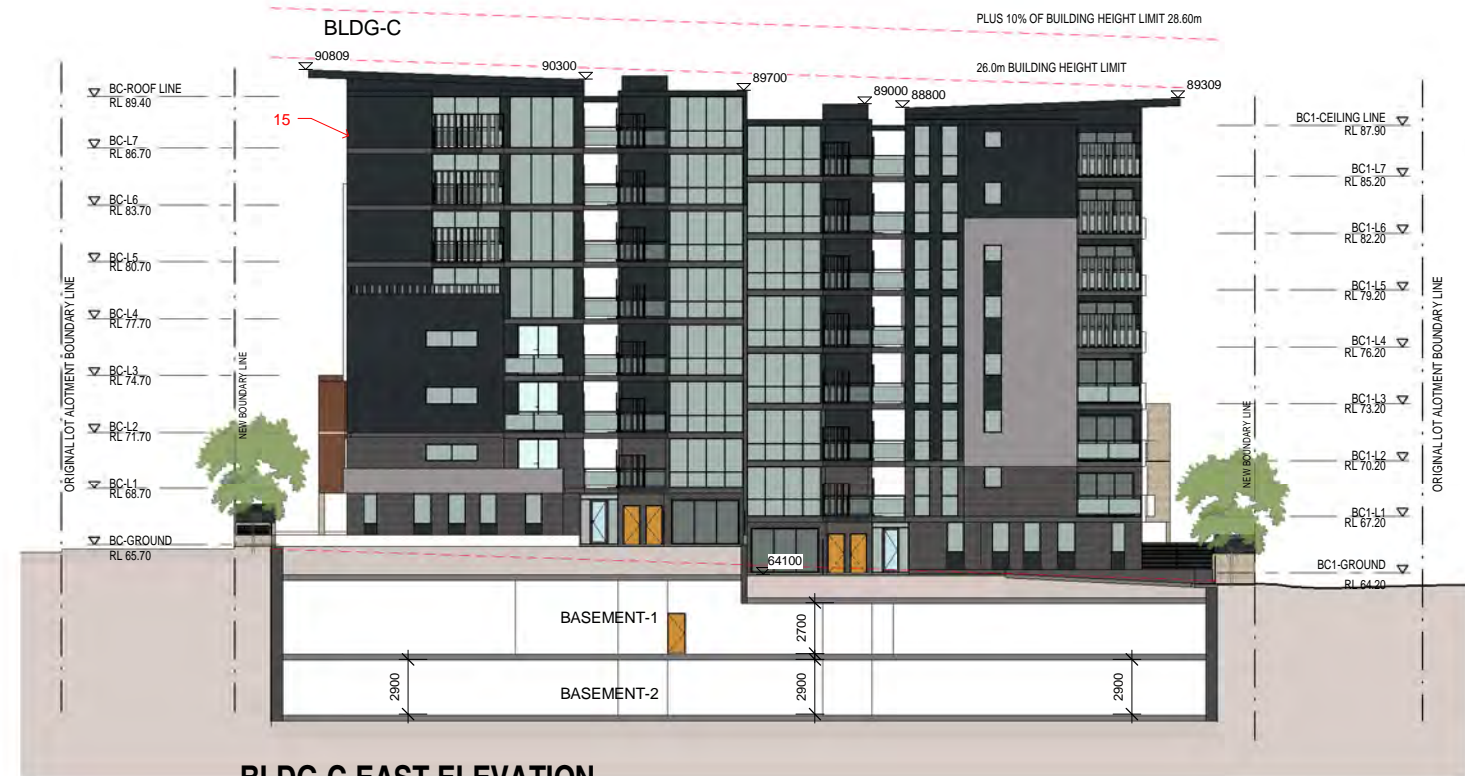 PLUS 10% OF BUILDING HEIGHT LIMIT 28.60m
BLDG-C
26.0m BUILDING HEIGHT LIMIT
90809
90300
89700
89000
88800
89309
15
BC-ROOF LINE
RL 89.40
BC-L7
RL 86.70
BC-L6
RL 83.70
BC-L5
RL 80.70
BC-L4
RL 77.70
BC-L3
RL 74.70
BC-L2
RL 71.70
BC-L1
RL 68.70
BC-GROUND
RL 65.70
ORIGINAL LOT ALOTMENT BOUNDARY LINE
NEW BOUNDARY LINE
BC1-CEILING LINE
RL 87.90
BC1-L7
RL 85.20
BC1-L6
RL 82.20
BC1-L5
RL 79.20
BC1-L4
RL 76.20
BC1-L3
RL 73.20
BC1-L2
RL 70.20
BC1-L1
RL 67.20
BC1-GROUND
RL 64.20
NEW BOUNDARY LINE
ORIGINAL LOT ALOTMENT BOUNDARY LINE
64100
BASEMENT-1
2700
BASEMENT-2
2900
2900
2900
BLDG-C EAST ELEVATION